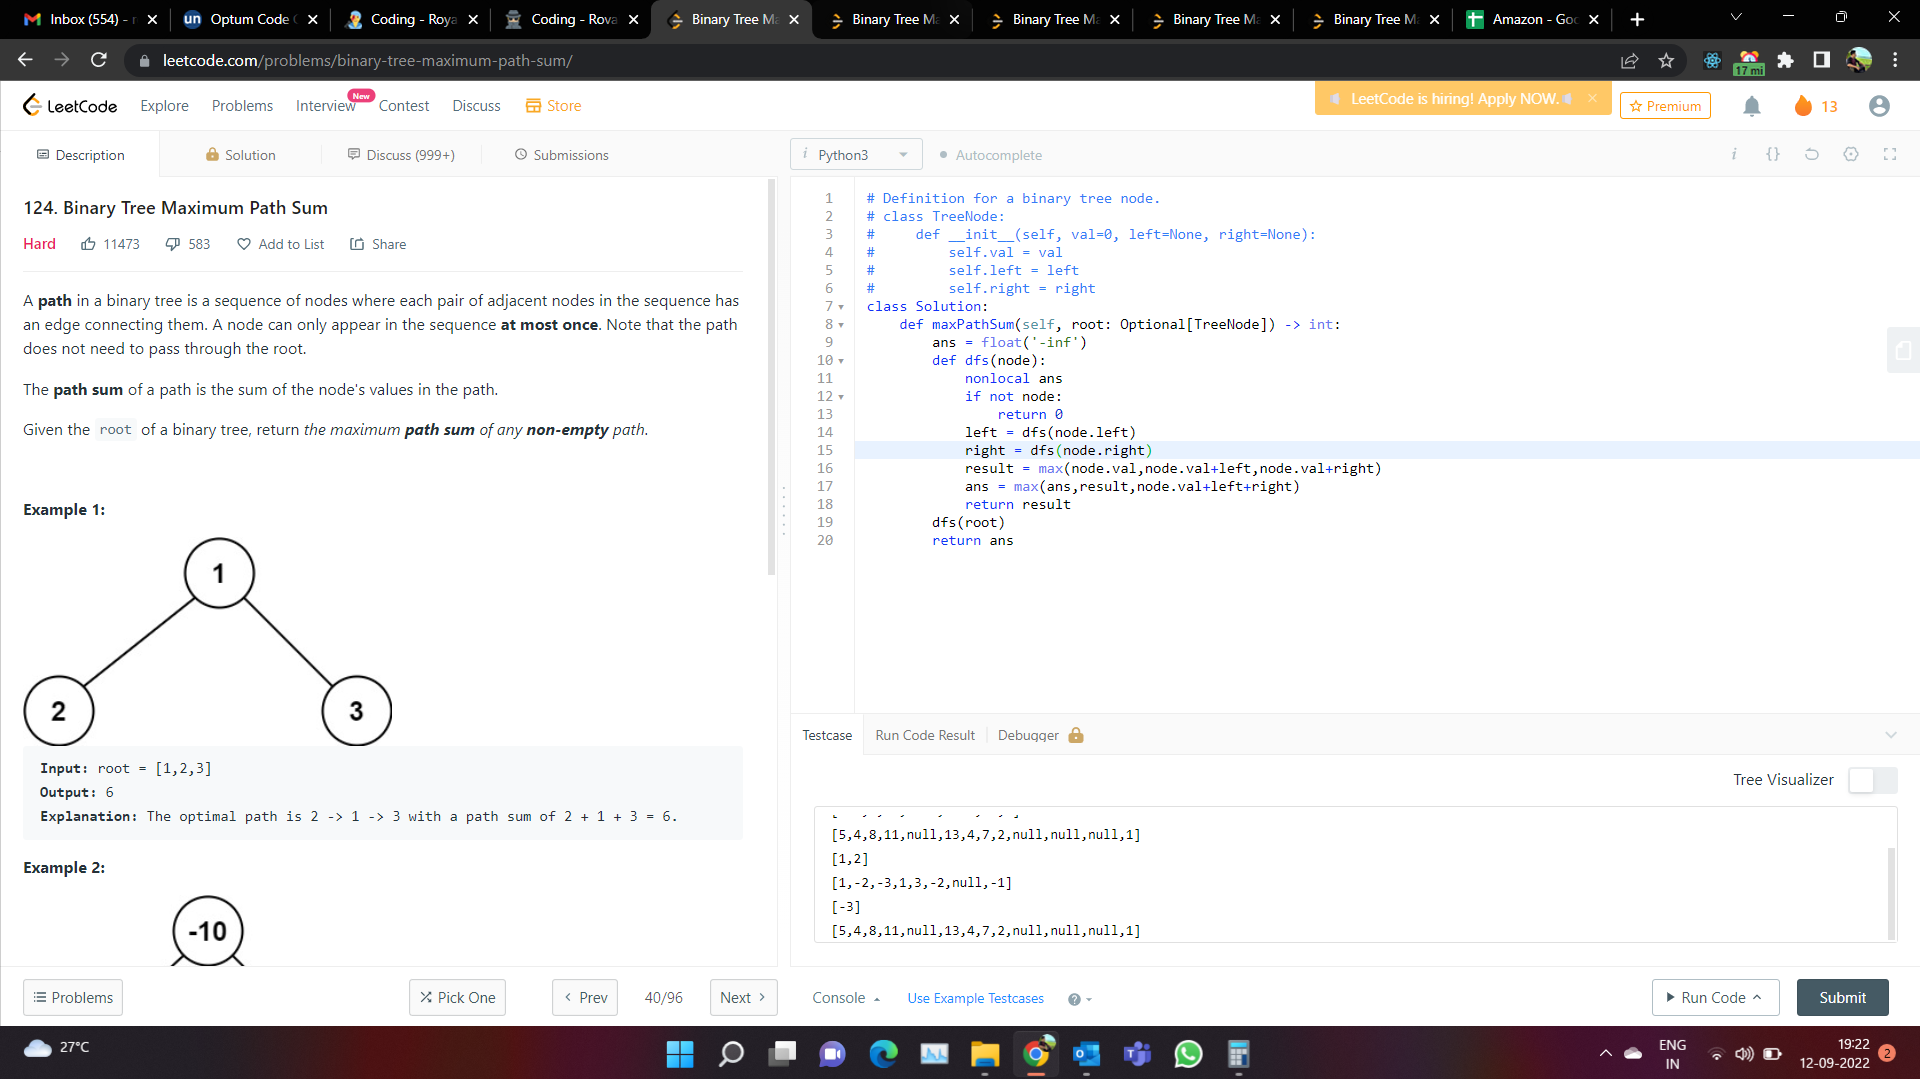 Inbox (554) -
Optum Code
Coding - Roya
Coding - Rova
Binary Tree Ma
Binary Tree Ma
Binary Tree Ma
Binary Tree Ma
Binary Tree Ma
Amazon - Goo
leetcode.com/problems/binary-tree-maximum-path-sum/
17 mi
LeetCode
Explore
Problems
Interview
New
Contest
Discuss
Store
LeetCode is hiring! Apply NOW.
Premium
13
Description
Solution
Discuss (999+)
Submissions
i Python3
Autocomplete
124. Binary Tree Maximum Path Sum
Hard
11473
583
Add to List
Share
A path in a binary tree is a sequence of nodes where each pair of adjacent nodes in the sequence has
an edge connecting them. A node can only appear in the sequence at most once. Note that the path
does not need to pass through the root.
The path sum of a path is the sum of the node's values in the path.
Given the root of a binary tree, return the maximum path sum of any non-empty path.
Example 1:
1
2
3
Input: root = [1,2,3]
Output: 6
Explanation: The optimal path is 2 -> 1 -> 3 with a path sum of 2 + 1 + 3 = 6.
Example 2:
-10
1 # Definition for a binary tree node.
2 # class TreeNode:
3 #     def __init__(self, val=0, left=None, right=None):
4 #         self.val = val
5 #         self.left = left
6 #         self.right = right
7 class Solution:
8     def maxPathSum(self, root: Optional[TreeNode]) -> int:
9         ans = float('-inf')
10         def dfs(node):
11             nonlocal ans
12             if not node:
13                 return 0
14             left = dfs(node.left)
15             right = dfs(node.right)
16             result = max(node.val,node.val+left,node.val+right)
17             ans = max(ans,result,node.val+left+right)
18             return result
19         dfs(root)
20         return ans
Testcase
Run Code Result
Debugger
Tree Visualizer
[5,4,8,11,null,13,4,7,2,null,null,null,1]
[1,2]
[1,-2,-3,1,3,-2,null,-1]
[-3]
[5,4,8,11,null,13,4,7,2,null,null,null,1]
Problems
Pick One
Prev
40/96
Next
Console
Use Example Testcases
Run Code
Submit
27°C
ENG
IN
19:22
12-09-2022
2